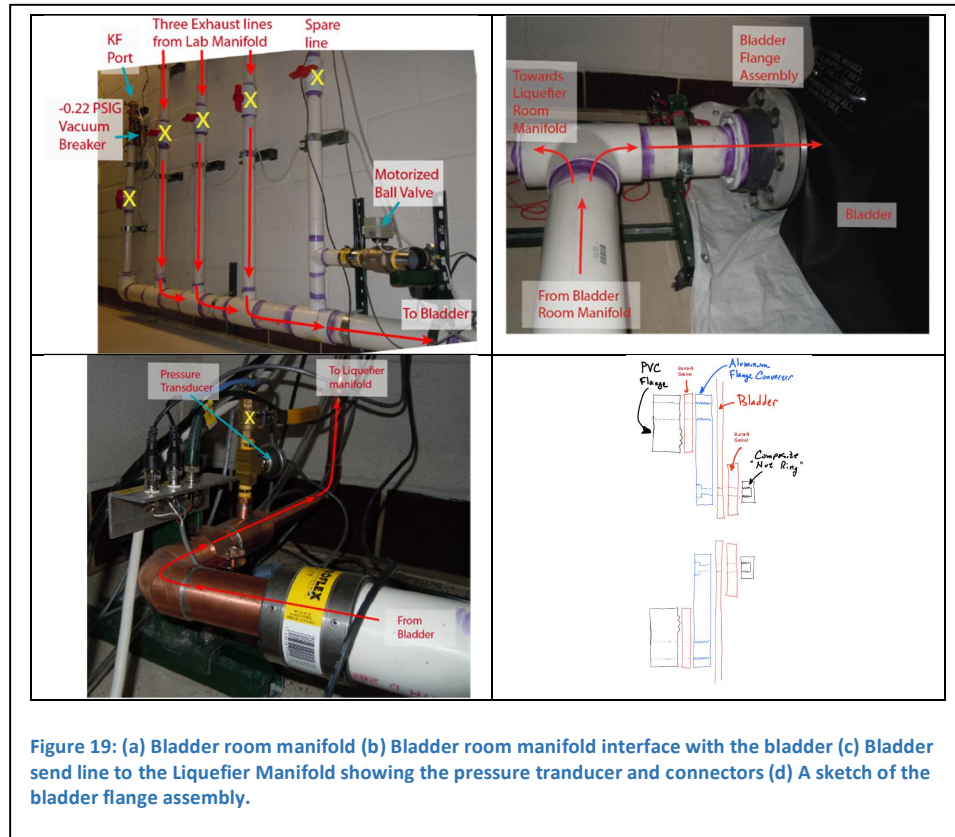 KF
Port
Three Exhaust lines
from Lab Manifold
Spare
line
-0.22 PSIG
Vacuum
Breaker
X
X
X
X
X
Motorized
Ball Valve
To Bladder
Bladder
Flange
Assembly
Towards
Liquefier
Room
Manifold
Bladder
From Bladder
Room Manifold
Pressure
Transducer
To Liquefier
manifold
X
From
Bladder
PVC
Flange
Buna-N
Gasket
Aluminum
Flange Converter
Bladder
Buna-N
Gasket
Composite
"Nut Ring"
Figure 19: (a) Bladder room manifold (b) Bladder room manifold interface with the bladder (c) Bladder
send line to the Liquefier Manifold showing the pressure tranducer and connectors (d) A sketch of the
bladder flange assembly.